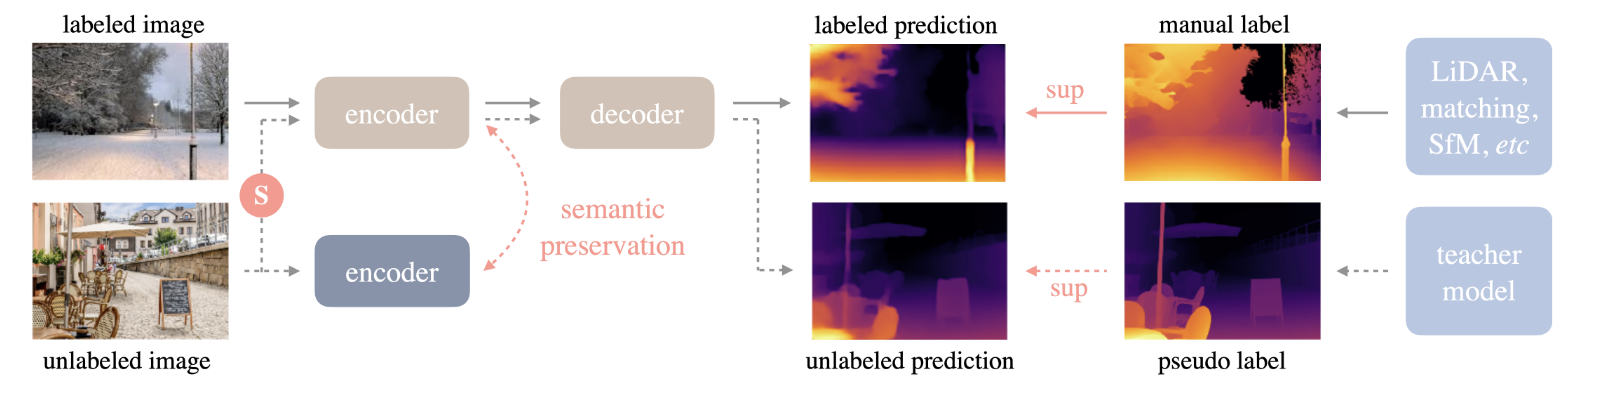 labeled image
labeled prediction
manual label
encoder
decoder
sup
LiDAR,
matching,
SfM, etc
S
semantic
preservation
encoder
sup
teacher
model
unlabeled image
unlabeled prediction
pseudo label